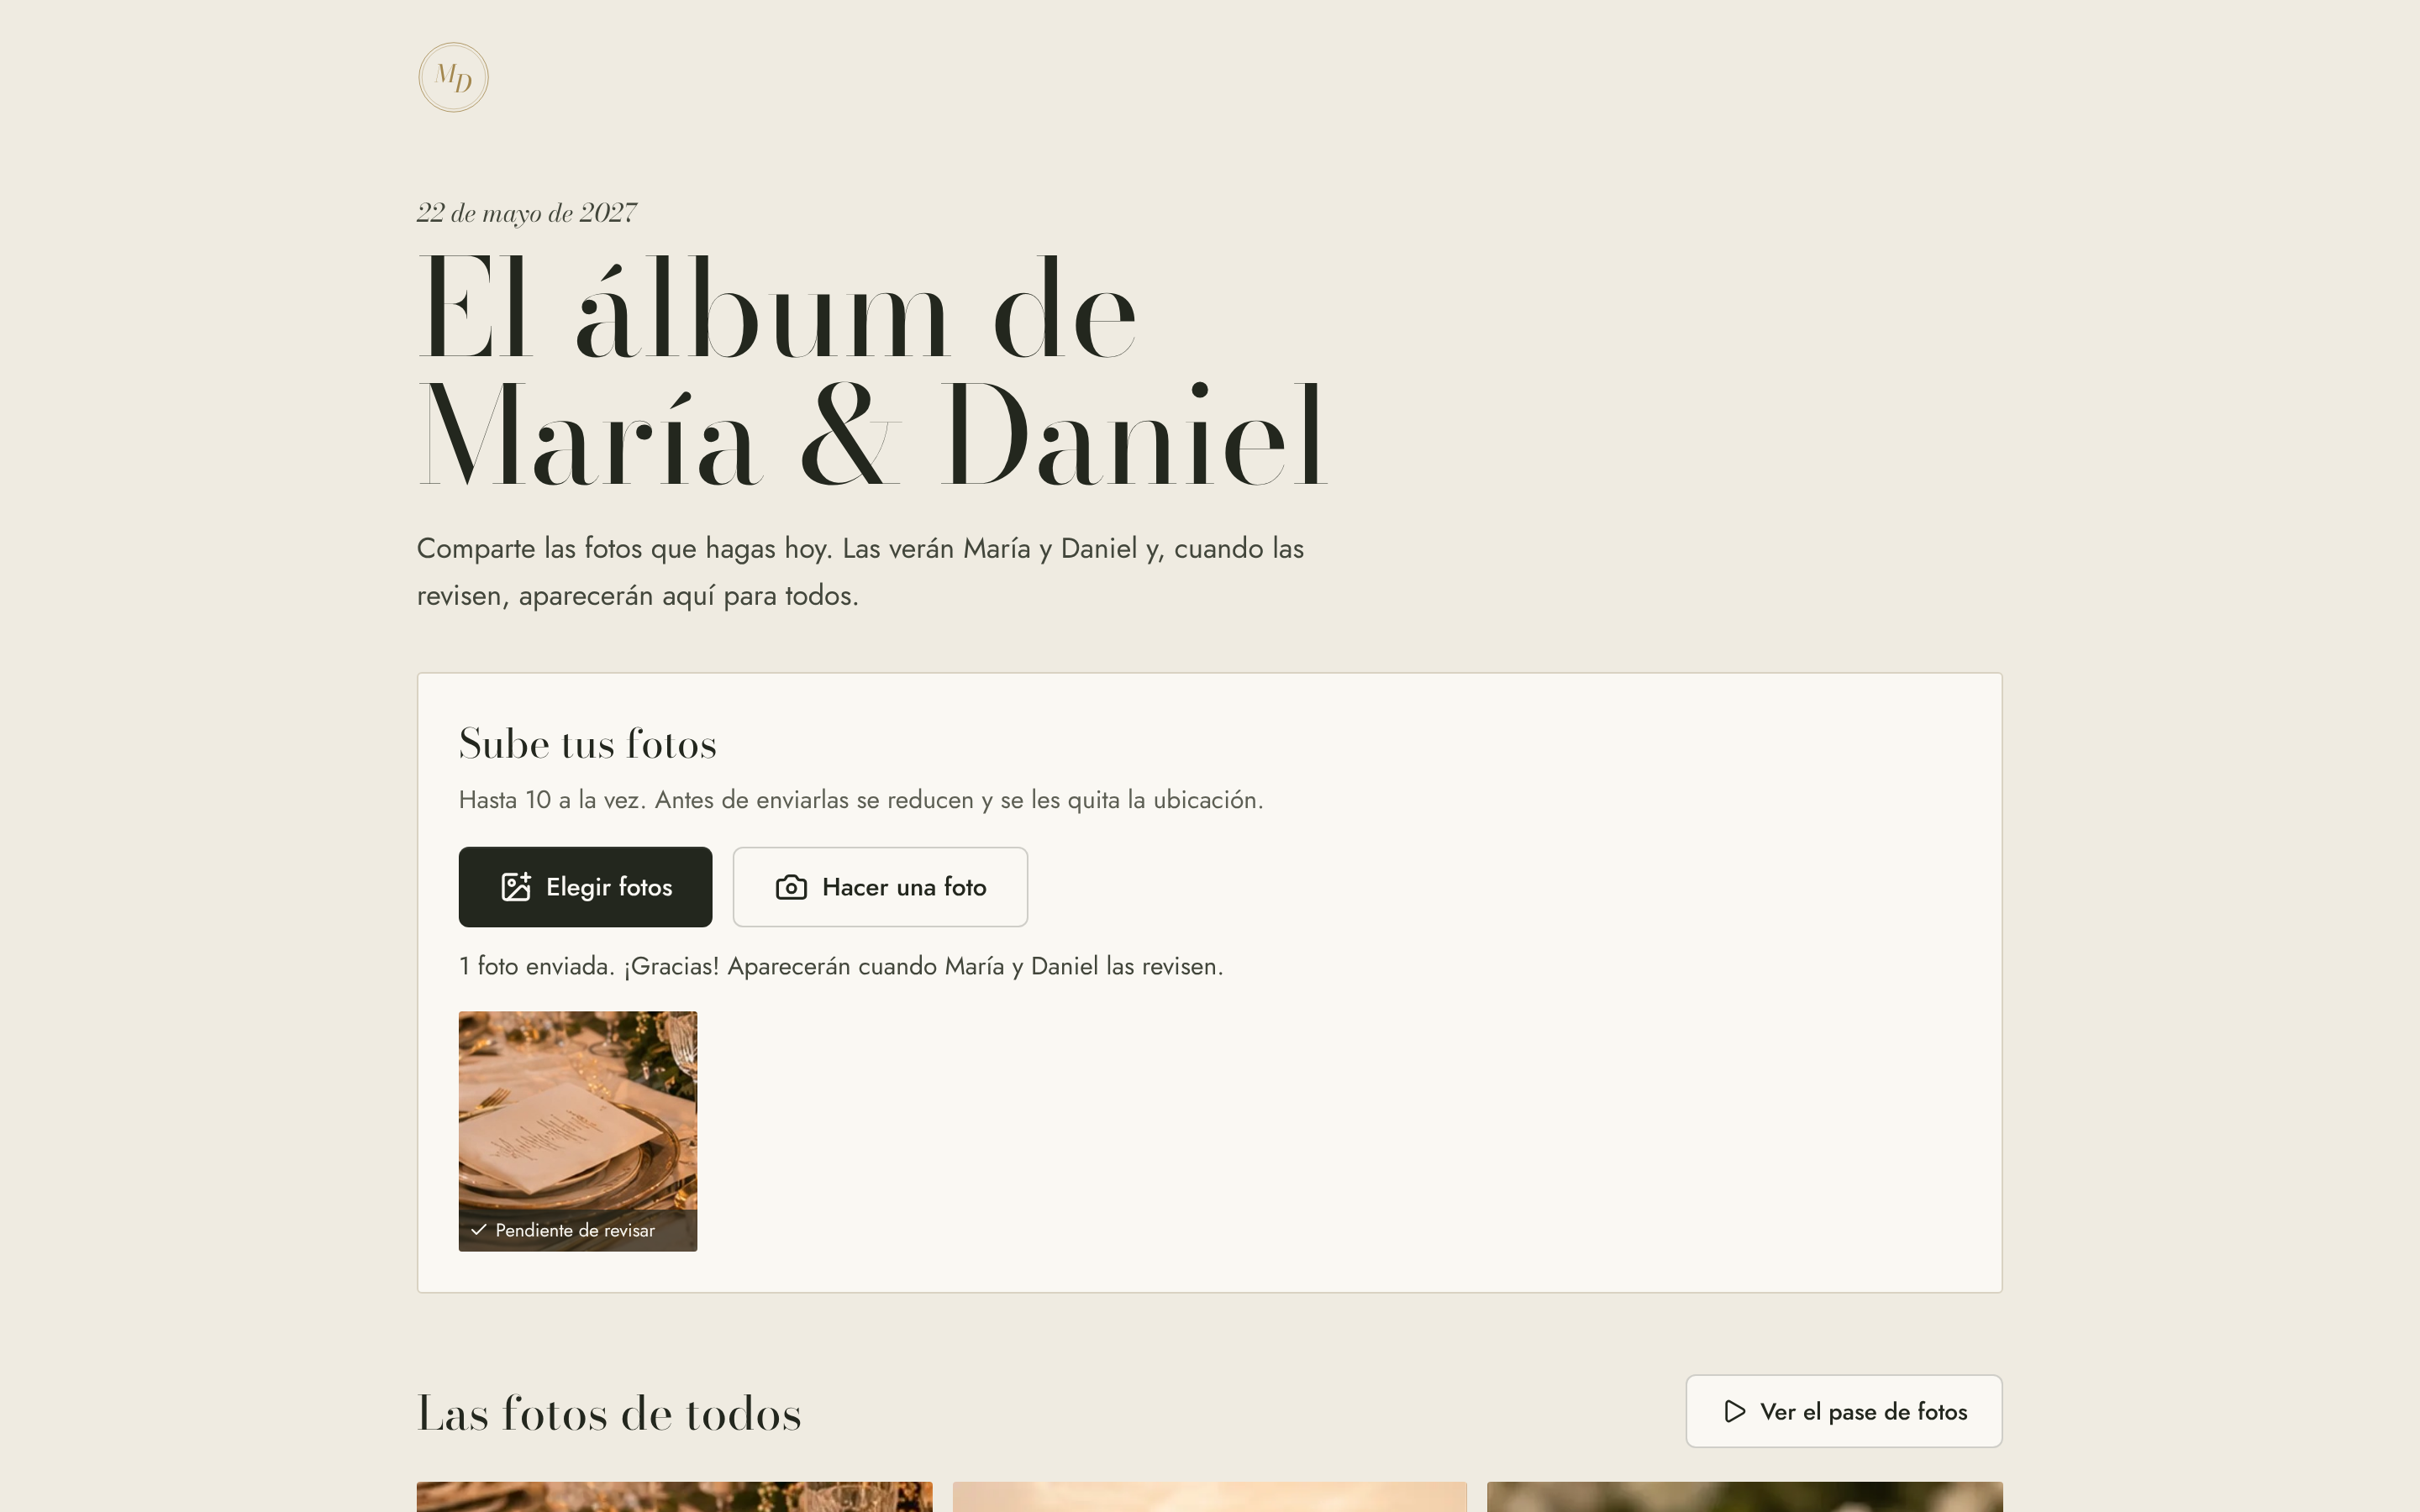 M D
22 de mayo de 2027
El álbum de
María & Daniel
Comparte las fotos que hagas hoy. Las verán María y Daniel y, cuando las
revisen, aparecerán aquí para todos.
Sube tus fotos
Hasta 10 a la vez. Antes de enviarlas se reducen y se les quita la ubicación.
Elegir fotos
Hacer una foto
1 foto enviada. ¡Gracias! Aparecerán cuando María y Daniel las revisen.
Pendiente de revisar
Las fotos de todos
Ver el pase de fotos